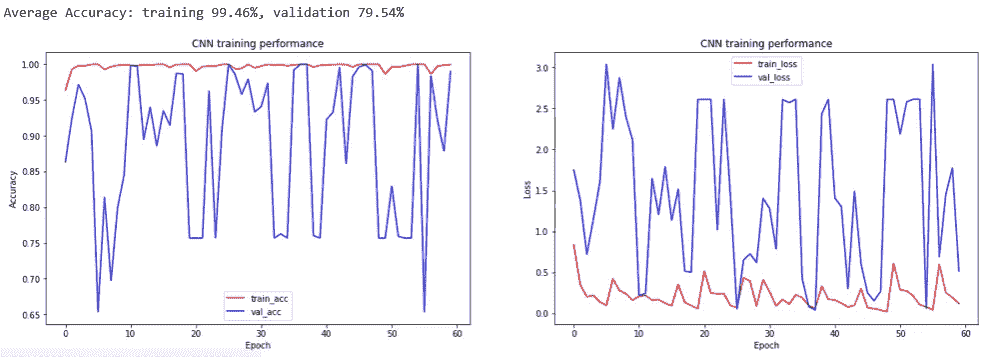 Average Accuracy: training 99.46%, validation 79.54%
CNN training performance
1.00
0.95
0.90
0.85
0.80
0.75
0.70
0.65
Accuracy
train_acc
val_acc
0 10 20 30 40 50 60
Epoch
CNN training performance
3.0
2.5
2.0
1.5
1.0
0.5
0.0
Loss
train_loss
val_loss
0 10 20 30 40 50 60
Epoch